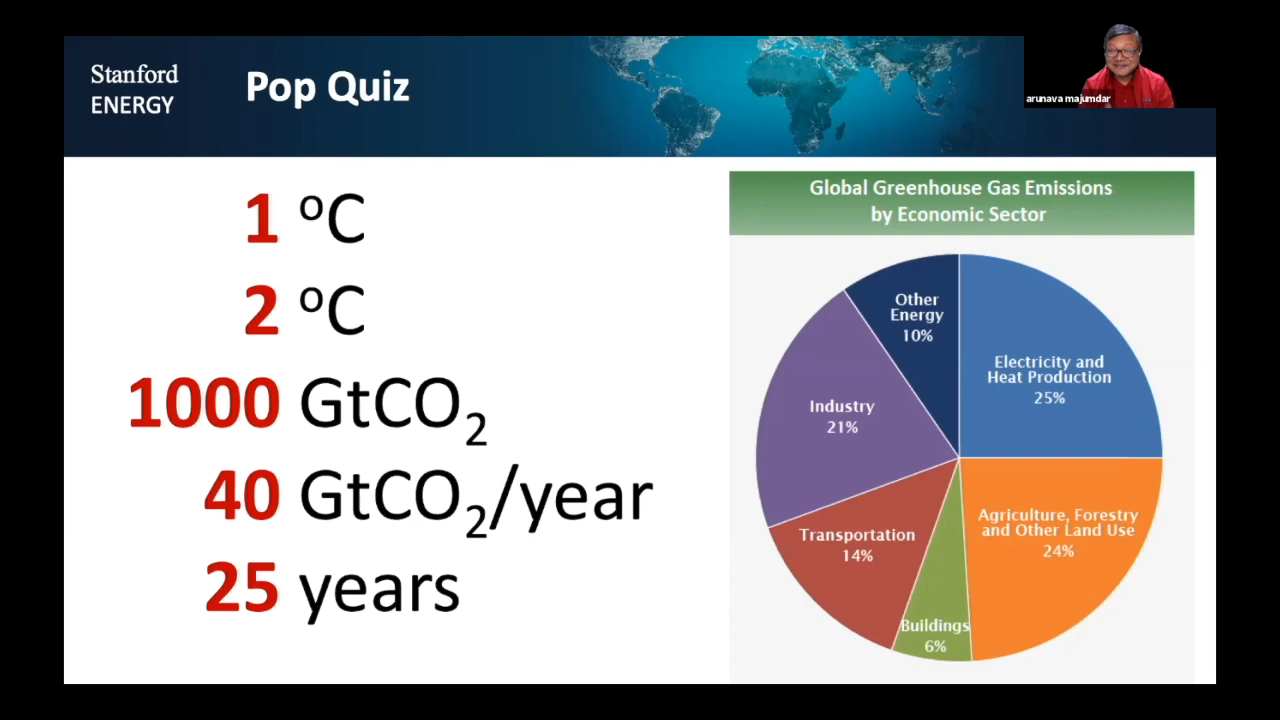 Stanford
ENERGY
Pop Quiz
arunava majumdar
1 °C
2 °C
1000 GtCO₂
40 GtCO₂/year
25 years
Global Greenhouse Gas Emissions
by Economic Sector
Other
Energy
10%
Electricity and
Heat Production
25%
Industry
21%
Agriculture, Forestry
and Other Land Use
24%
Transportation
14%
Buildings
6%